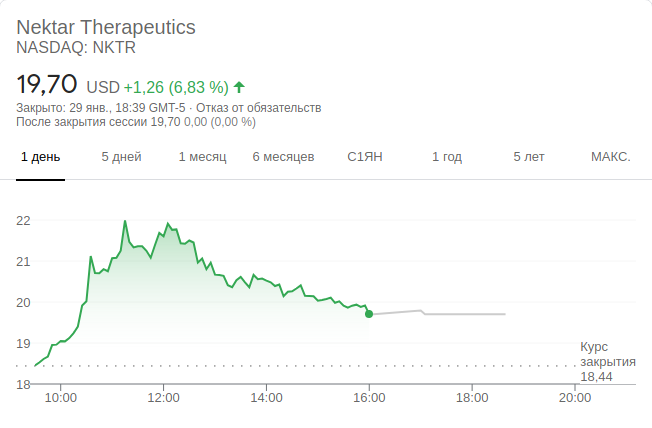 Nektar Therapeutics
NASDAQ: NKTR
19,70 USD +1,26 (6,83 %)
Закрыто: 29 янв., 18:39 GMT-5 · Отказ от обязательств
После закрытия сессии 19,70 0,00 (0,00 %)
1 день 5 дней 1 месяц 6 месяцев С1ЯН 1 год 5 лет МАКС.
22
21
20
19
Курс
закрытия
18,44
18
10:00 12:00 14:00 16:00 18:00 20:00